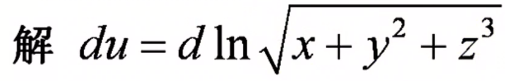 解 du = d ln √(x + y² + z³)